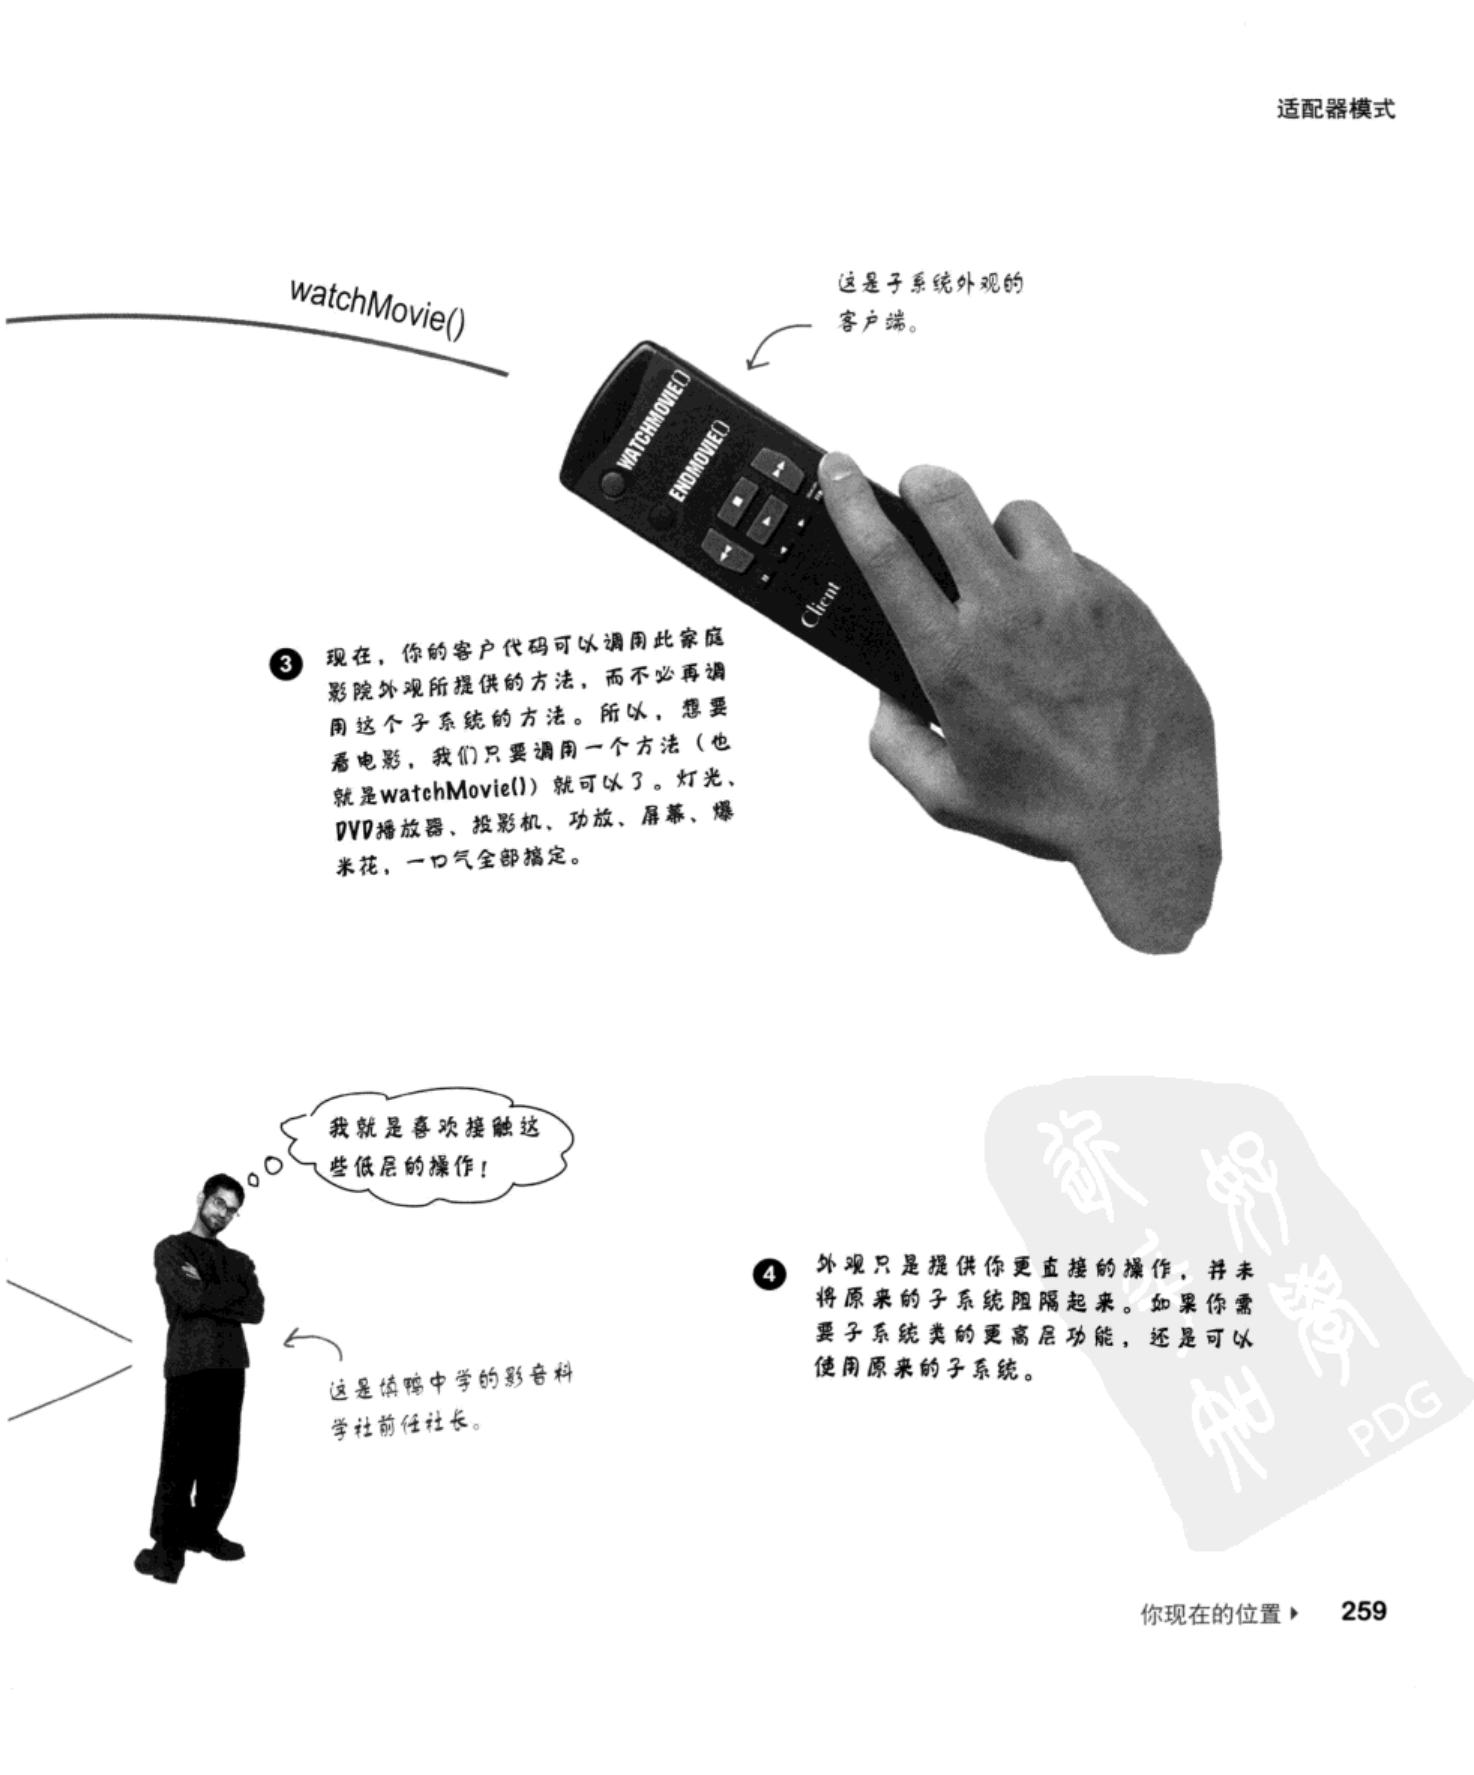 适配器模式
watchMovie()
这是子系统外观的
客户端。
WATCHMOVIE()
ENDMOVIE()
Client
3
现在，你的客户代码可以调用此家庭
影院外观所提供的方法，而不必再调
用这个子系统的方法。所以，想要
看电影，我们只要调用一个方法（也
就是watchMovie()）就可以了。灯光、
DVD播放器、投影机、功放、屏幕、爆
米花，一口气全部搞定。
我就是喜欢接触这
些低层的操作！
这是填鸭中学的影音科
学社前任社长。
4
外观只是提供你更直接的操作，并未
将原来的子系统阻隔起来。如果你需
要子系统类的更高层功能，还是可以
使用原来的子系统。
PDG
你现在的位置
259